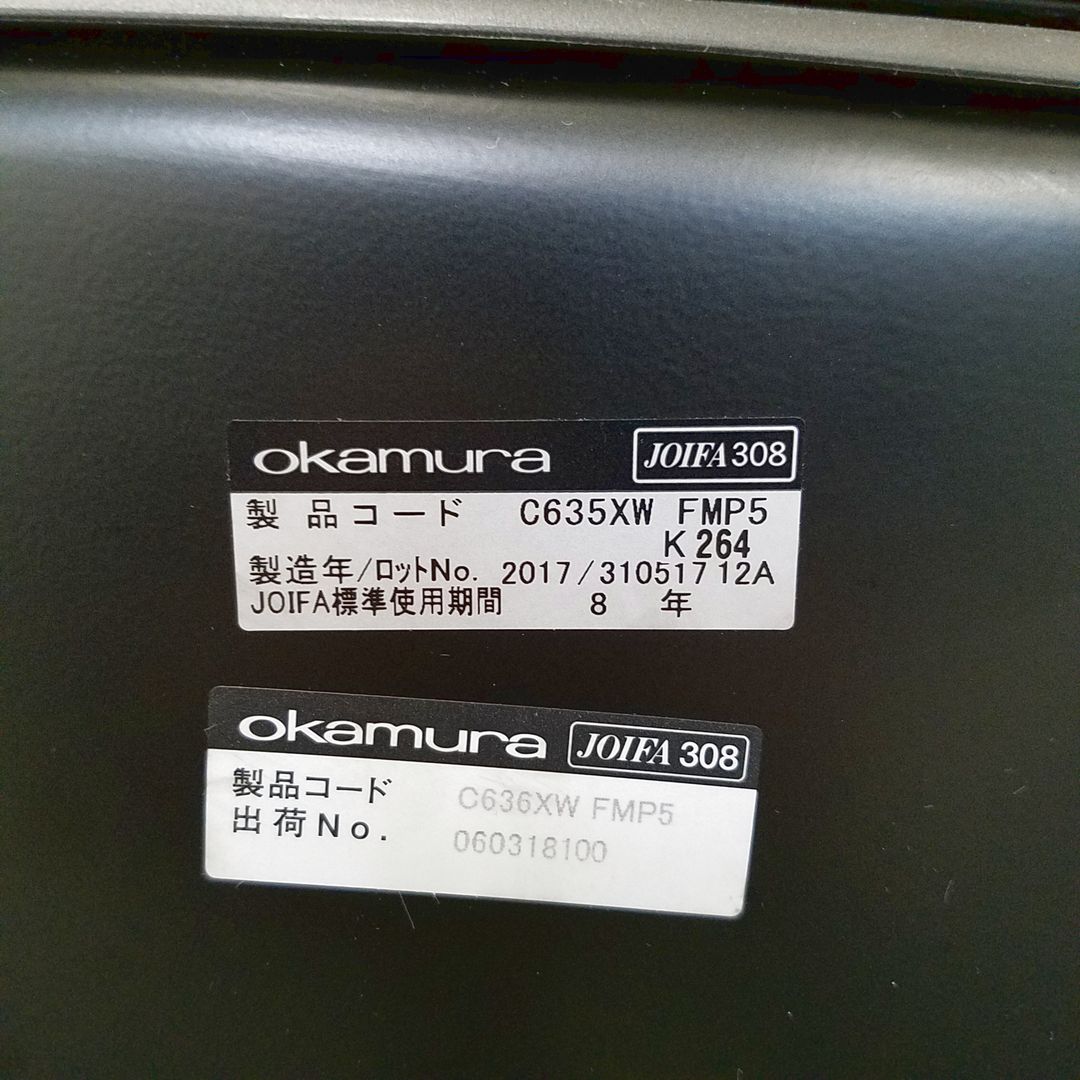 okamura JOIFA 308
製品コード C635XW FMP5
K 264
製造年/ロットNo. 2017/31051712A
JOIFA標準使用期間 8 年
okamura JOIFA 308
製品コード C636XW FMP5
出荷No. 060318100